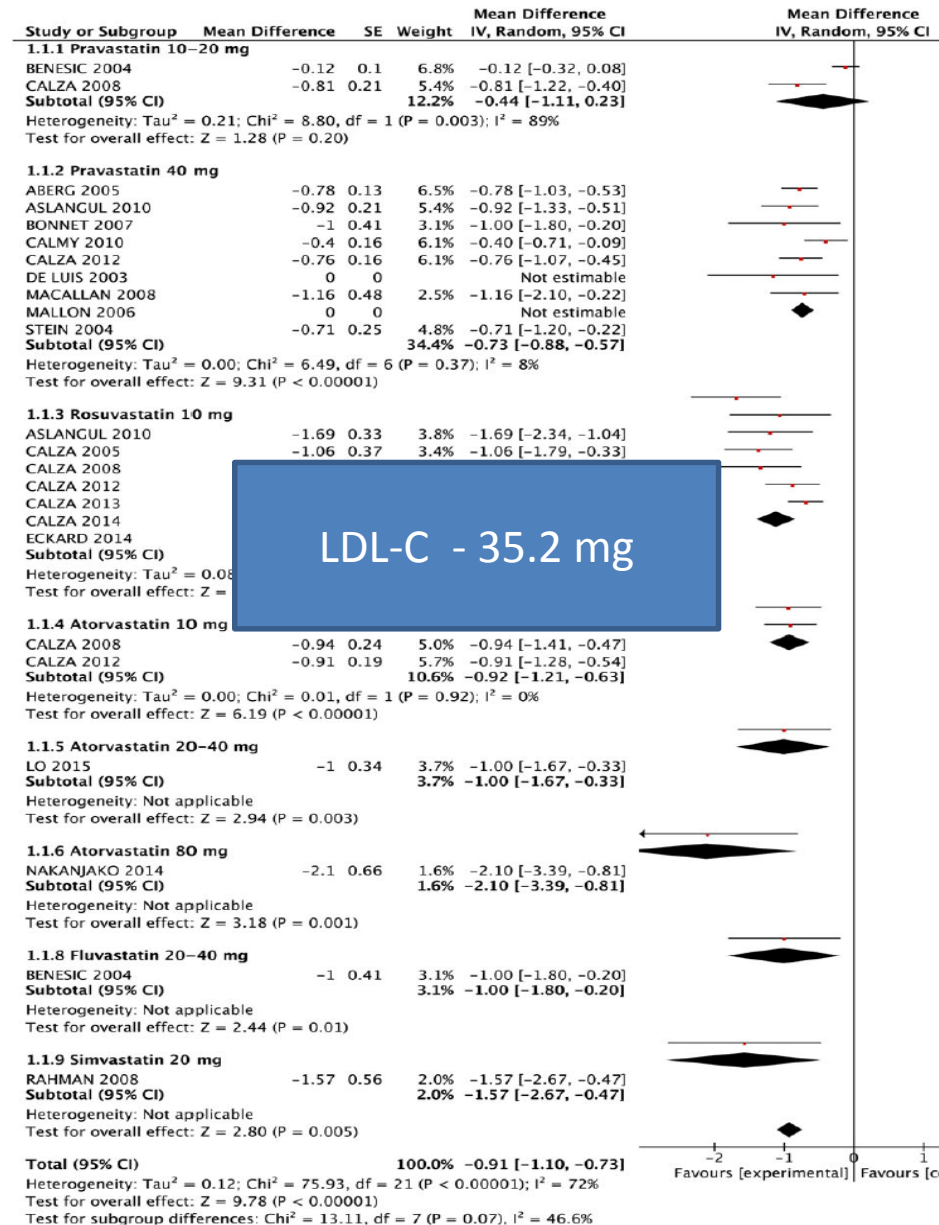 Mean Difference Mean Difference
Study or Subgroup Mean Difference SE Weight IV, Random, 95% CI IV, Random, 95% CI
1.1.1 Pravastatin 10-20 mg
BENESIC 2004 -0.12 0.1 6.8% -0.12 [-0.32, 0.08]
CALZA 2008 -0.81 0.21 5.4% -0.81 [-1.22, -0.40]
Subtotal (95% CI) 12.2% -0.44 [-1.11, 0.23]
Heterogeneity: Tau² = 0.21; Chi² = 8.80, df = 1 (P = 0.003); I² = 89%
Test for overall effect: Z = 1.28 (P = 0.20)
1.1.2 Pravastatin 40 mg
ABERG 2005 -0.78 0.13 6.5% -0.78 [-1.03, -0.53]
ASLANGUL 2010 -0.92 0.21 5.4% -0.92 [-1.33, -0.51]
BONNET 2007 -1 0.41 3.1% -1.00 [-1.80, -0.20]
CALMY 2010 -0.4 0.16 6.1% -0.40 [-0.71, -0.09]
CALZA 2012 -0.76 0.16 6.1% -0.76 [-1.07, -0.45]
DE LUIS 2003 0 0 Not estimable
MACALLAN 2008 -1.16 0.48 2.5% -1.16 [-2.10, -0.22]
MALLON 2006 0 0 Not estimable
STEIN 2004 -0.71 0.25 4.8% -0.71 [-1.20, -0.22]
Subtotal (95% CI) 34.4% -0.73 [-0.88, -0.57]
Heterogeneity: Tau² = 0.00; Chi² = 6.49, df = 6 (P = 0.37); I² = 8%
Test for overall effect: Z = 9.31 (P < 0.00001)
1.1.3 Rosuvastatin 10 mg
ASLANGUL 2010 -1.69 0.33 3.8% -1.69 [-2.34, -1.04]
CALZA 2005 -1.06 0.37 3.4% -1.06 [-1.79, -0.33]
CALZA 2008
CALZA 2012
CALZA 2013
CALZA 2014
ECKARD 2014
Subtotal (95% CI)
Heterogeneity: Tau² = 0.08
Test for overall effect: Z =
LDL-C - 35.2 mg
1.1.4 Atorvastatin 10 mg
CALZA 2008 -0.94 0.24 5.0% -0.94 [-1.41, -0.47]
CALZA 2012 -0.91 0.19 5.7% -0.91 [-1.28, -0.54]
Subtotal (95% CI) 10.6% -0.92 [-1.21, -0.63]
Heterogeneity: Tau² = 0.00; Chi² = 0.01, df = 1 (P = 0.92); I² = 0%
Test for overall effect: Z = 6.19 (P < 0.00001)
1.1.5 Atorvastatin 20-40 mg
LO 2015 -1 0.34 3.7% -1.00 [-1.67, -0.33]
Subtotal (95% CI) 3.7% -1.00 [-1.67, -0.33]
Heterogeneity: Not applicable
Test for overall effect: Z = 2.94 (P = 0.003)
1.1.6 Atorvastatin 80 mg
NAKANJAKO 2014 -2.1 0.66 1.6% -2.10 [-3.39, -0.81]
Subtotal (95% CI) 1.6% -2.10 [-3.39, -0.81]
Heterogeneity: Not applicable
Test for overall effect: Z = 3.18 (P = 0.001)
1.1.8 Fluvastatin 20-40 mg
BENESIC 2004 -1 0.41 3.1% -1.00 [-1.80, -0.20]
Subtotal (95% CI) 3.1% -1.00 [-1.80, -0.20]
Heterogeneity: Not applicable
Test for overall effect: Z = 2.44 (P = 0.01)
1.1.9 Simvastatin 20 mg
RAHMAN 2008 -1.57 0.56 2.0% -1.57 [-2.67, -0.47]
Subtotal (95% CI) 2.0% -1.57 [-2.67, -0.47]
Heterogeneity: Not applicable
Test for overall effect: Z = 2.80 (P = 0.005)
Total (95% CI) 100.0% -0.91 [-1.10, -0.73]
Heterogeneity: Tau² = 0.12; Chi² = 75.93, df = 21 (P < 0.00001); I² = 72%
Test for overall effect: Z = 9.78 (P < 0.00001)
Test for subgroup differences: Chi² = 13.11, df = 7 (P = 0.07), I² = 46.6%
-2 -1 0 1
Favours [experimental] Favours [co